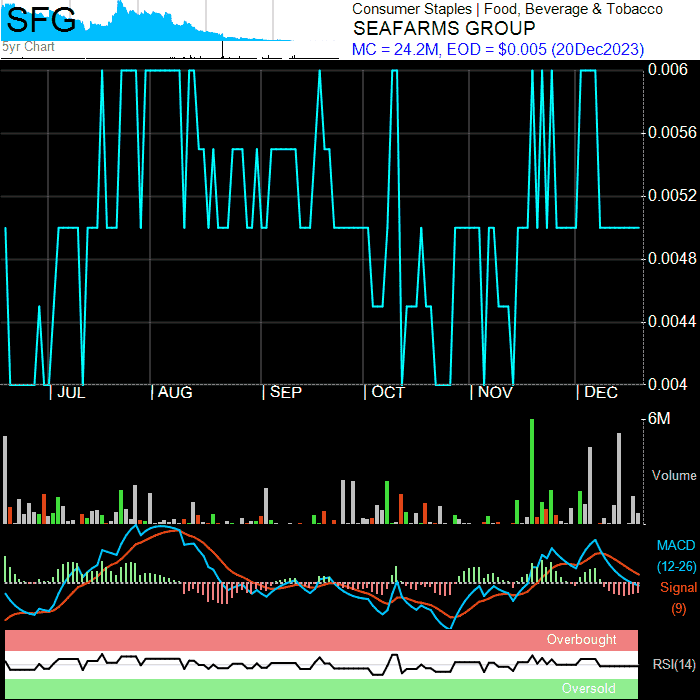 SFG
5yr Chart
Consumer Staples | Food, Beverage & Tobacco
SEAFARMS GROUP
MC = 24.2M, EOD = $0.005 (20Dec2023)
0.006
0.0056
0.0052
0.0048
0.0044
0.004
| JUL | AUG | SEP | OCT | NOV | DEC
6M
Volume
MACD
(12-26)
Signal
(9)
Overbought
RSI(14)
Oversold